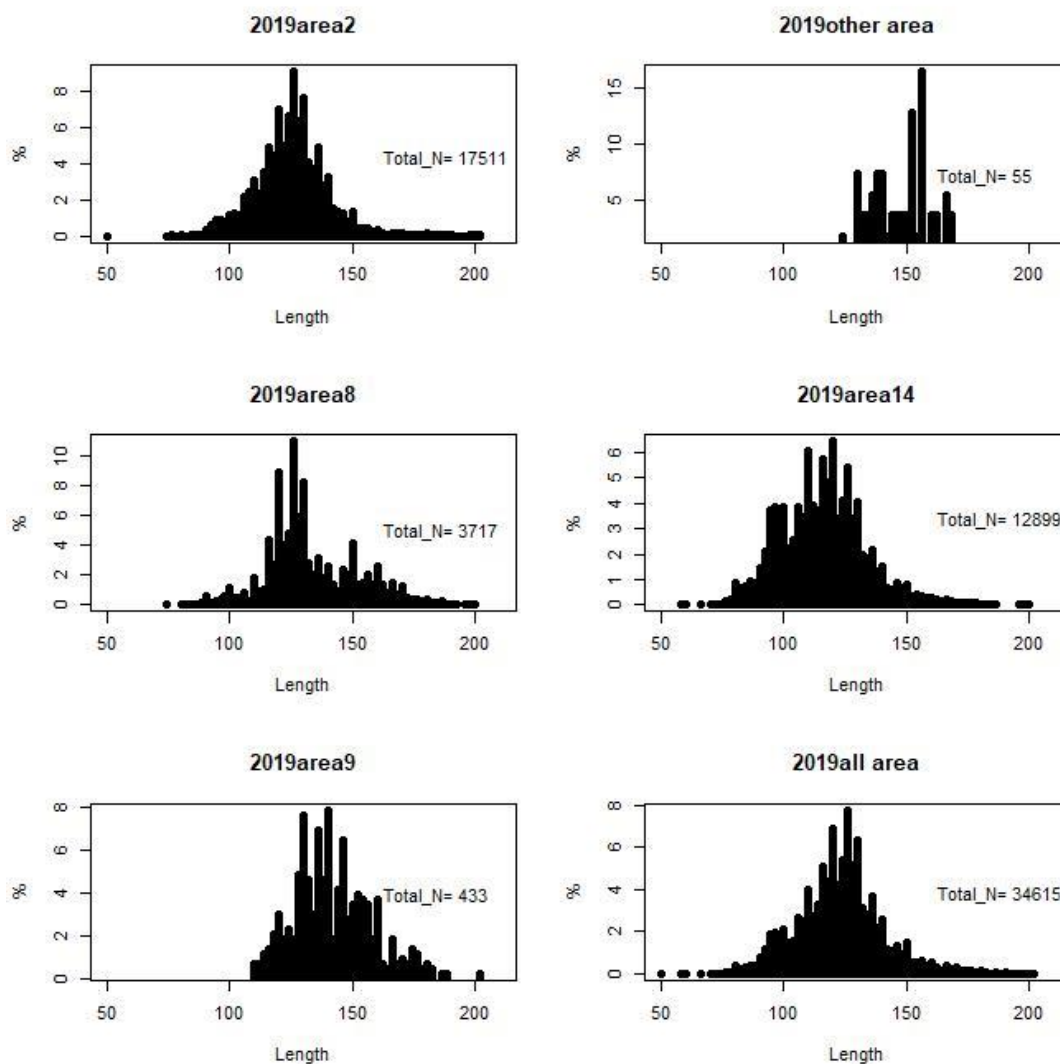 2019area2
%
8
6
4
2
0
Total_N= 17511
50 100 150 200
Length
2019other area
%
15
10
5
Total_N= 55
50 100 150 200
Length
2019area8
%
10
8
6
4
2
0
Total_N= 3717
50 100 150 200
Length
2019area14
%
6
5
4
3
2
1
0
Total_N= 12899
50 100 150 200
Length
2019area9
%
8
6
4
2
0
Total_N= 433
50 100 150 200
Length
2019all area
%
8
6
4
2
0
Total_N= 34615
50 100 150 200
Length